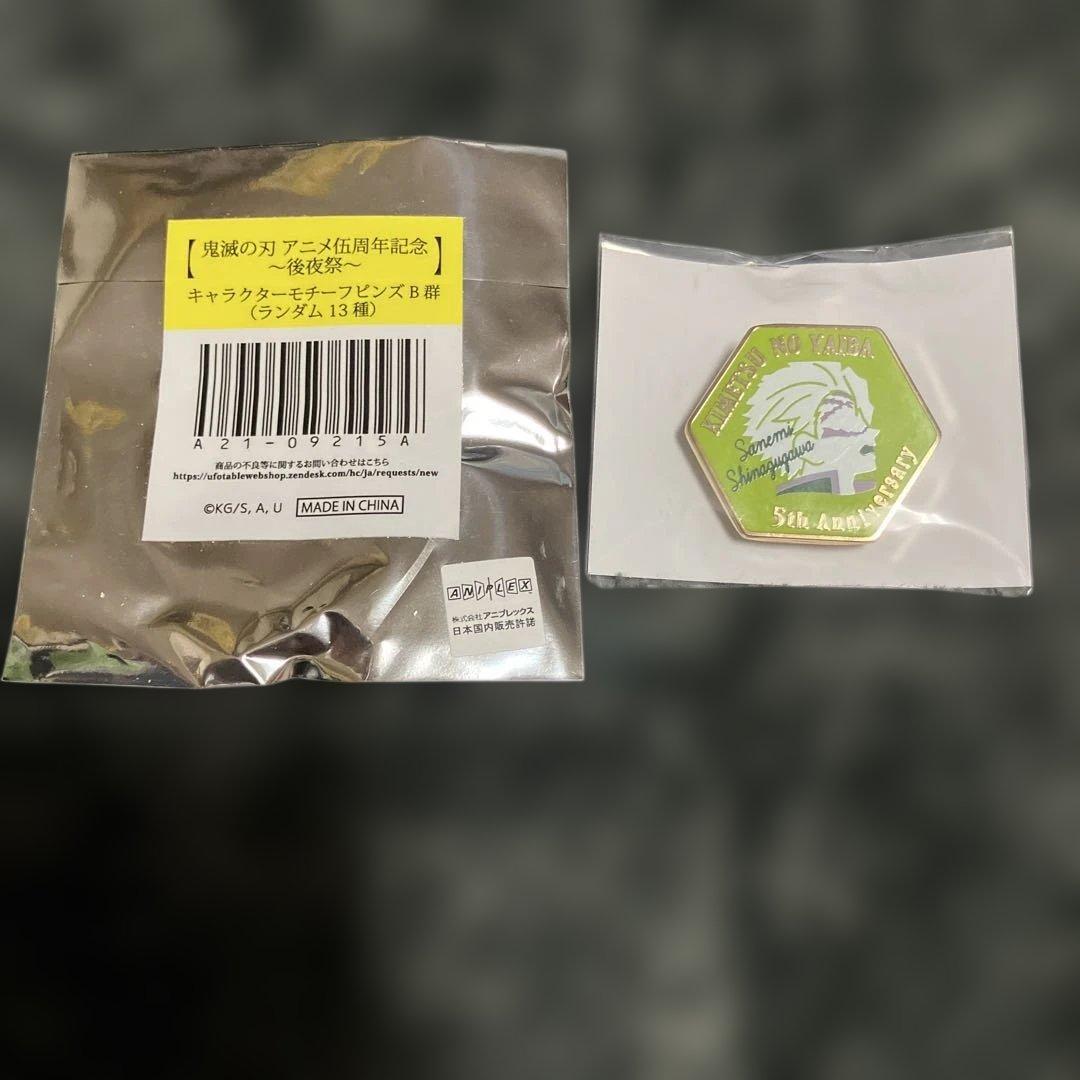 【鬼滅の刃 アニメ伍周年記念
～後夜祭～】
キャラクターモチーフピンズ B 群
（ランダム 13 種）
A21-09215A
商品の不良等に関するお問い合わせはこちら
https://ufotablewebshop.zendesk.com/hc/ja/requests/new
©KG/S, A, U MADE IN CHINA
ANIPLEX
株式会社アニプレックス
日本国内販売許諾
KIMETSU NO YAIBA
Sanemi
Shinazugawa
5th Anniversary